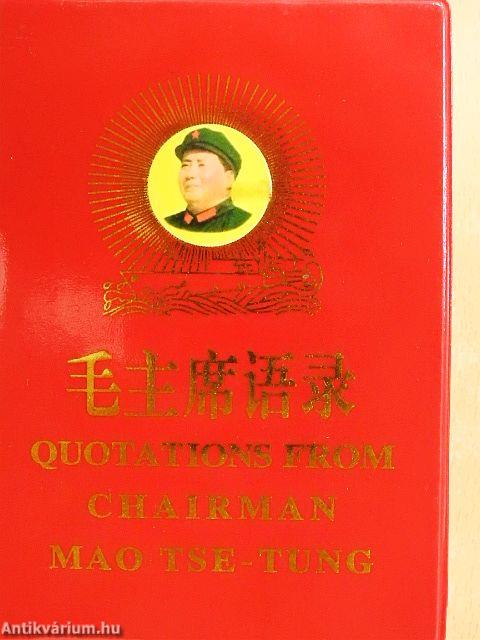 毛主席语录
QUOTATIONS FROM
CHAIRMAN
MAO TSE-TUNG
Antikvárium.hu